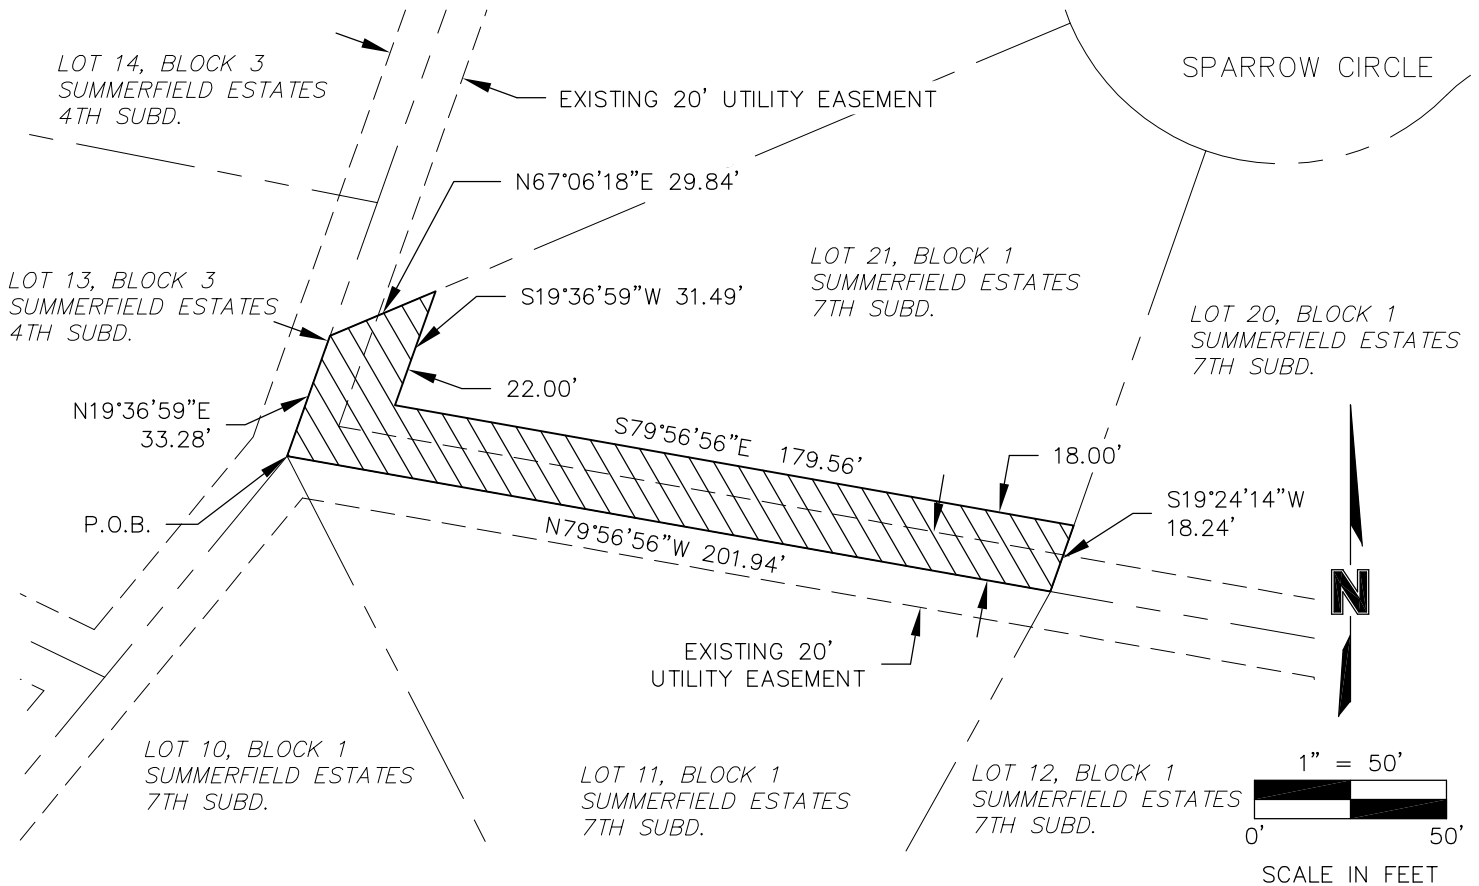 LOT 14, BLOCK 3
SUMMERFIELD ESTATES
4TH SUBD.
EXISTING 20' UTILITY EASEMENT
SPARROW CIRCLE
N67°06'18"E 29.84'
LOT 13, BLOCK 3
SUMMERFIELD ESTATES
4TH SUBD.
S19°36'59"W 31.49'
LOT 21, BLOCK 1
SUMMERFIELD ESTATES
7TH SUBD.
LOT 20, BLOCK 1
SUMMERFIELD ESTATES
7TH SUBD.
22.00'
N19°36'59"E
33.28'
S79°56'56"E 179.56'
18.00'
S19°24'14"W
18.24'
P.O.B.
N79°56'56"W 201.94'
N
EXISTING 20'
UTILITY EASEMENT
LOT 10, BLOCK 1
SUMMERFIELD ESTATES
7TH SUBD.
LOT 11, BLOCK 1
SUMMERFIELD ESTATES
7TH SUBD.
LOT 12, BLOCK 1
SUMMERFIELD ESTATES
7TH SUBD.
1" = 50'
0' 50'
SCALE IN FEET